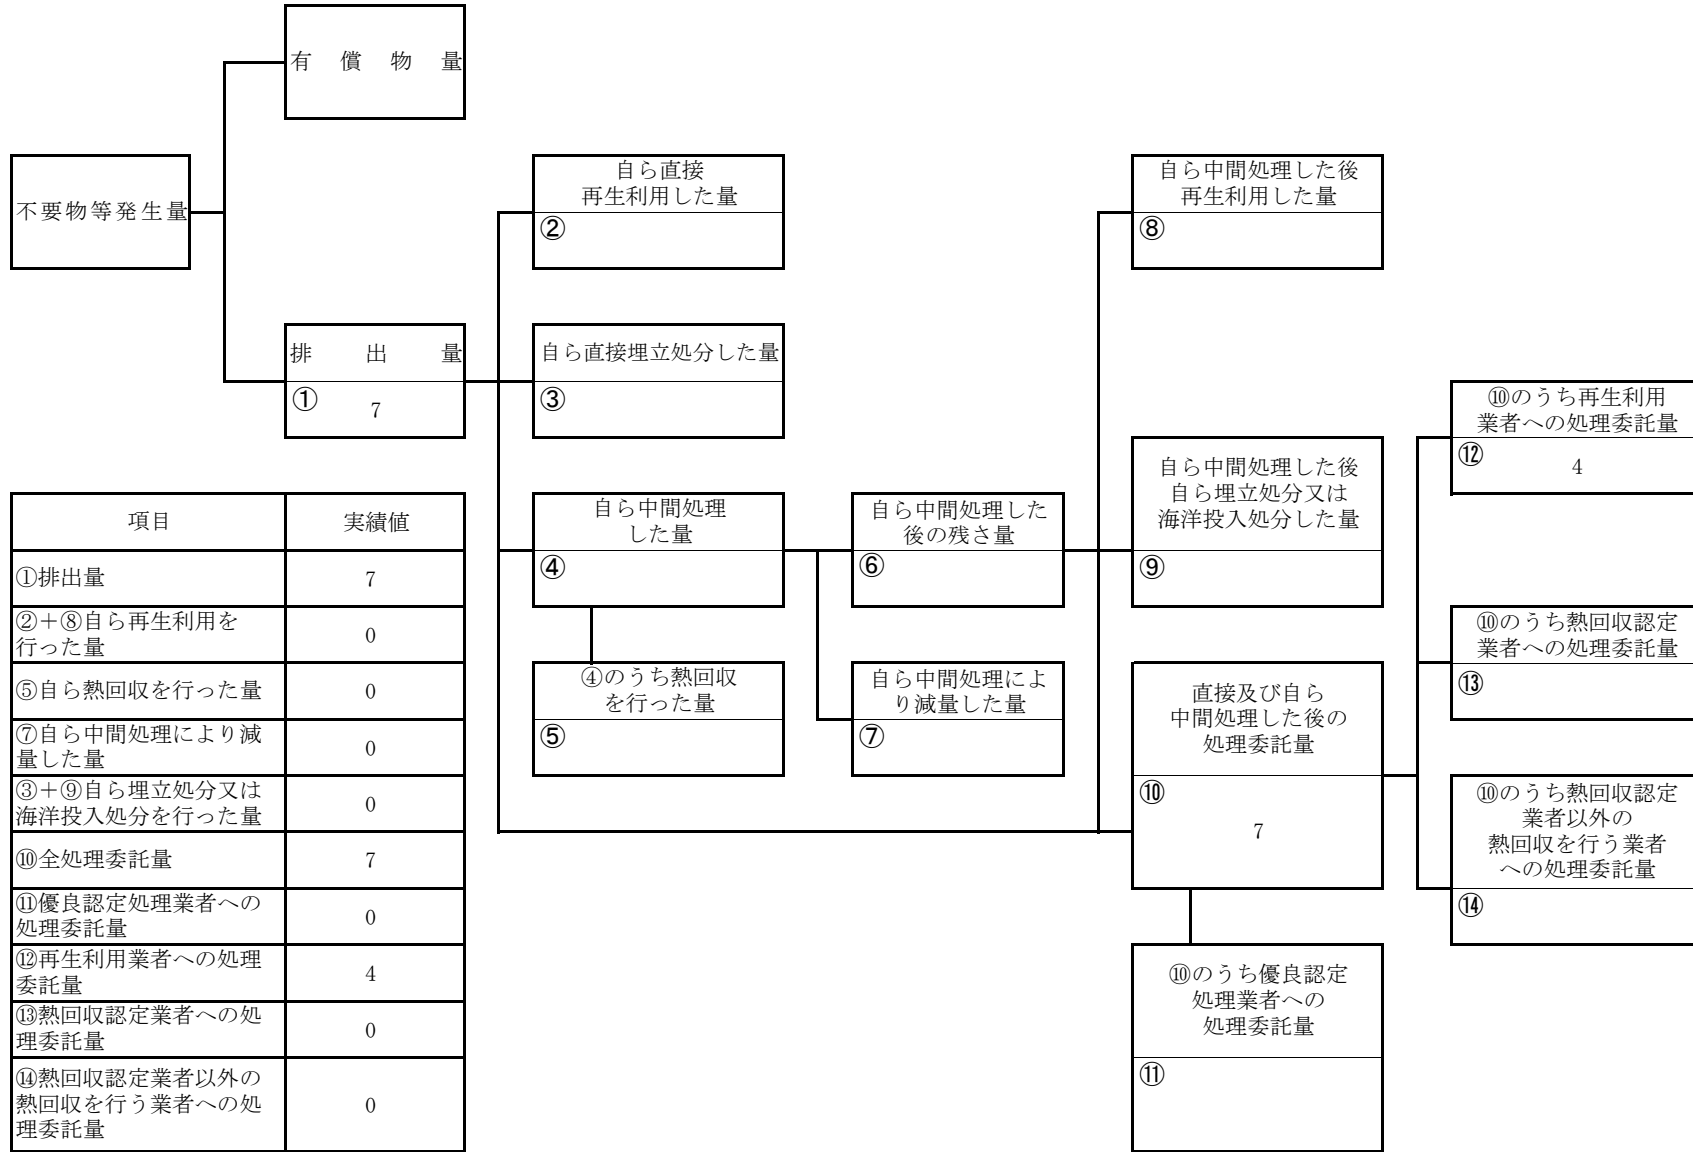 有償物量
不要物等発生量
排出量
①
7
自ら直接
再生利用した量
②
自ら直接埋立処分した量
③
自ら中間処理
した量
④
④のうち熱回収
を行った量
⑤
自ら中間処理した
後の残さ量
⑥
自ら中間処理によ
り減量した量
⑦
自ら中間処理した後
再生利用した量
⑧
自ら中間処理した後
自ら埋立処分又は
海洋投入処分した量
⑨
直接及び自ら
中間処理した後の
処理委託量
⑩
7
⑩のうち優良認定
処理業者への
処理委託量
⑪
⑩のうち再生利用
業者への処理委託量
⑫
4
⑩のうち熱回収認定
業者への処理委託量
⑬
⑩のうち熱回収認定
業者以外の
熱回収を行う業者
への処理委託量
⑭
項目 実績値
①排出量 7
②＋⑧自ら再生利用を
行った量 0
⑤自ら熱回収を行った量 0
⑦自ら中間処理により減
量した量 0
③＋⑨自ら埋立処分又は
海洋投入処分を行った量 0
⑩全処理委託量 7
⑪優良認定処理業者への
処理委託量 0
⑫再生利用業者への処理
委託量 4
⑬熱回収認定業者への処
理委託量 0
⑭熱回収認定業者以外の
熱回収を行う業者への処
理委託量 0